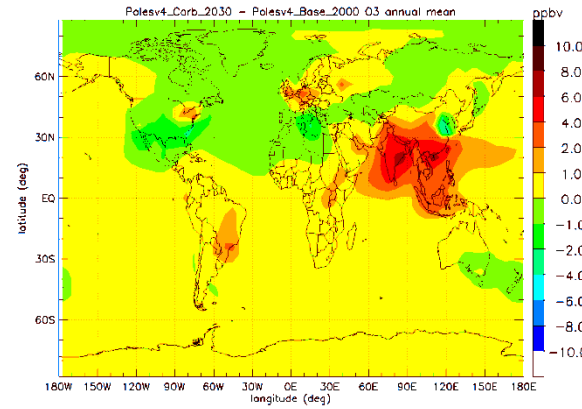 Polesv4_Carb_2030 - Polesv4_Base_2000 O3 annual mean
ppbv
60N
30N
EQ
30S
60S
latitude (deg)
180W 150W 120W 90W 60W 30W 0E 30E 60E 90E 120E 150E 180E
longitude (deg)
10.0
8.0
6.0
4.0
2.0
1.0
0.0
-1.0
-2.0
-4.0
-6.0
-8.0
-10.0